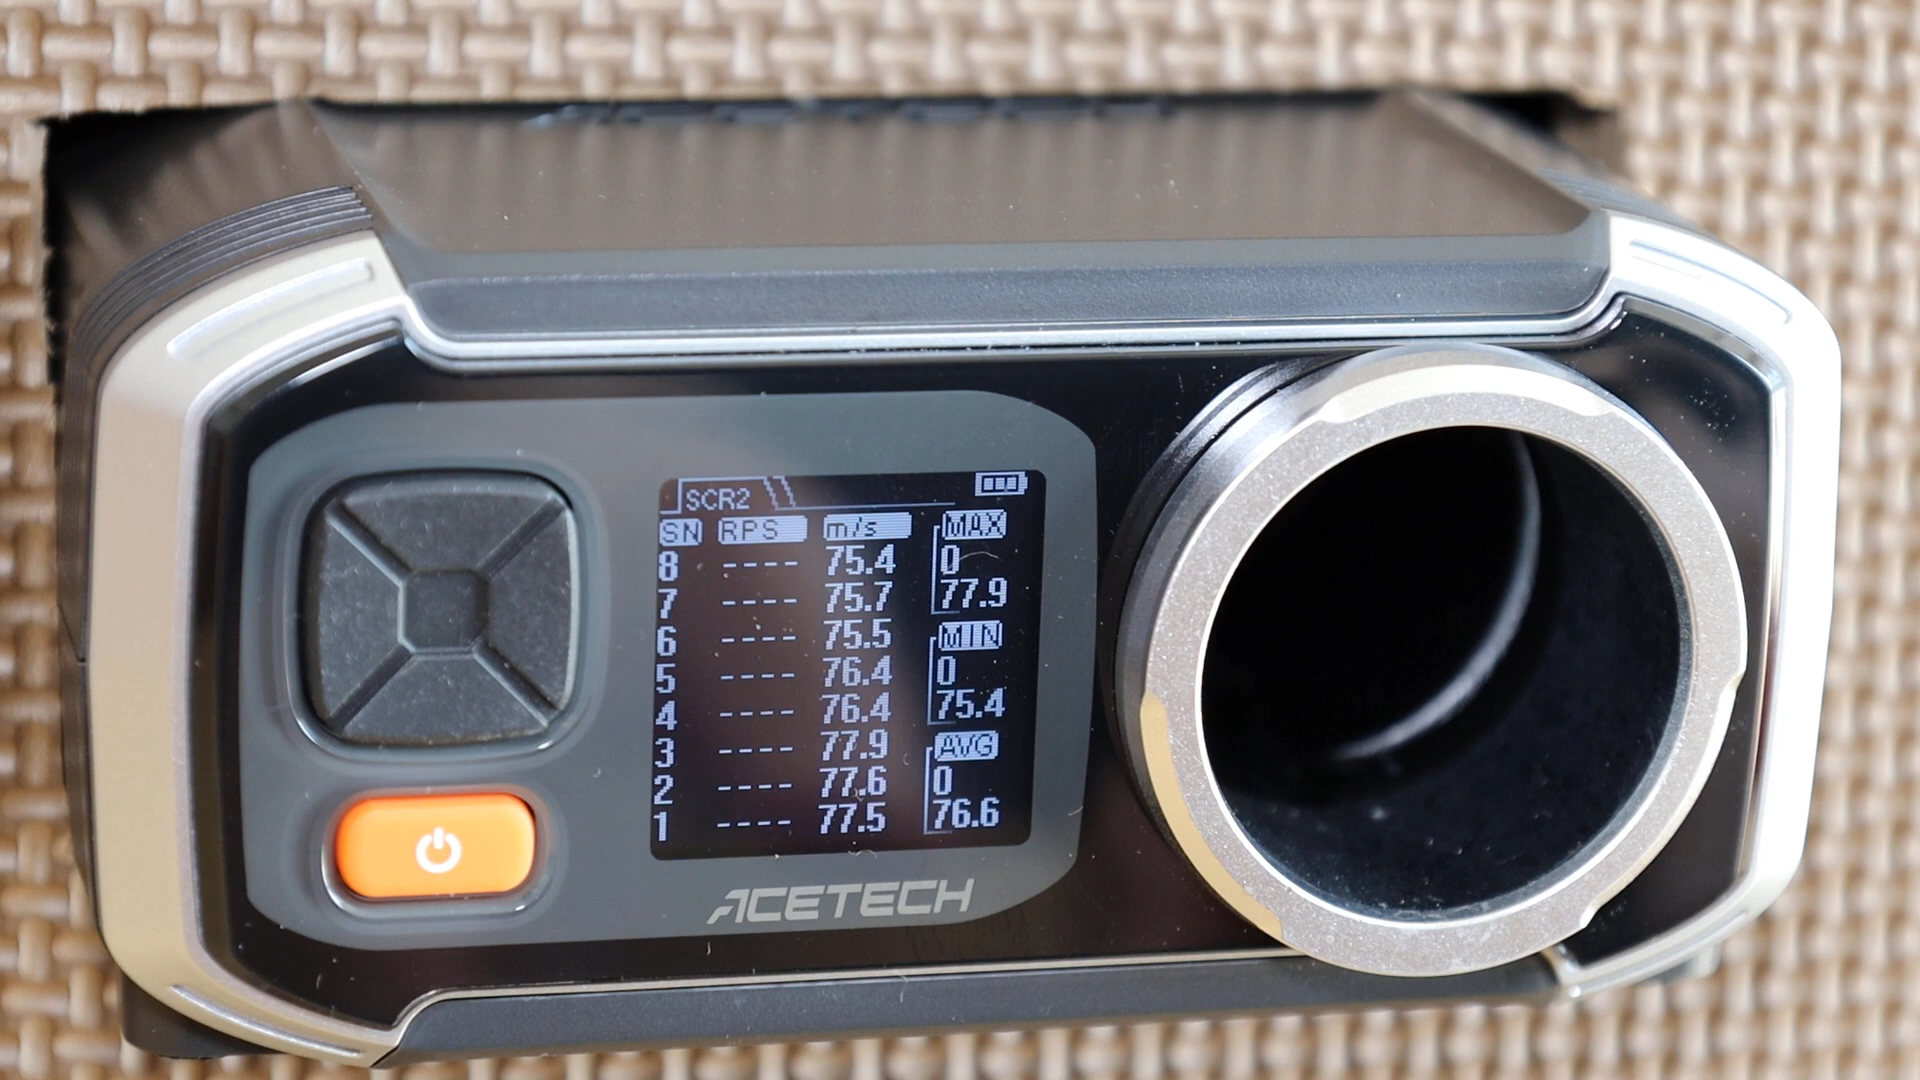 SCR2
SN RPS m/s MAX
8 ---- 75.4 0
7 ---- 75.7 77.9
6 ---- 75.5 MIN
5 ---- 76.4 0
4 ---- 76.4 75.4
3 ---- 77.9 AVG
2 ---- 77.6 0
1 ---- 77.5 76.6
ACETECH